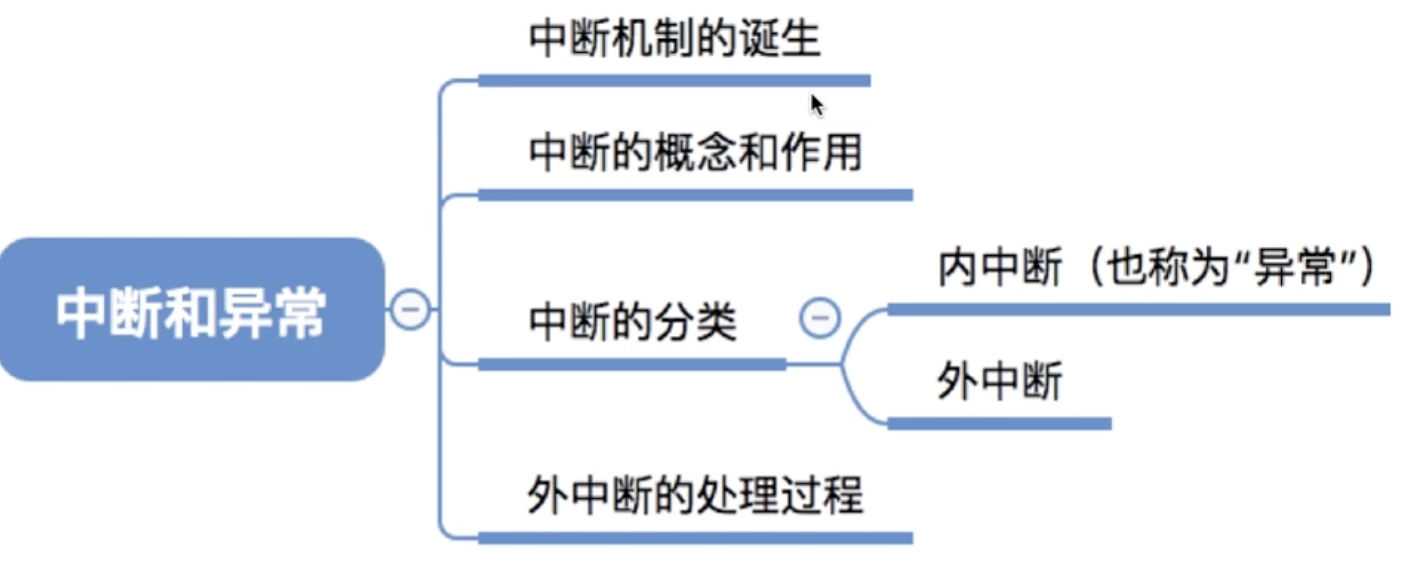 中断机制的诞生
中断的概念和作用
内中断（也称为“异常”）
中断和异常
中断的分类
外中断
外中断的处理过程